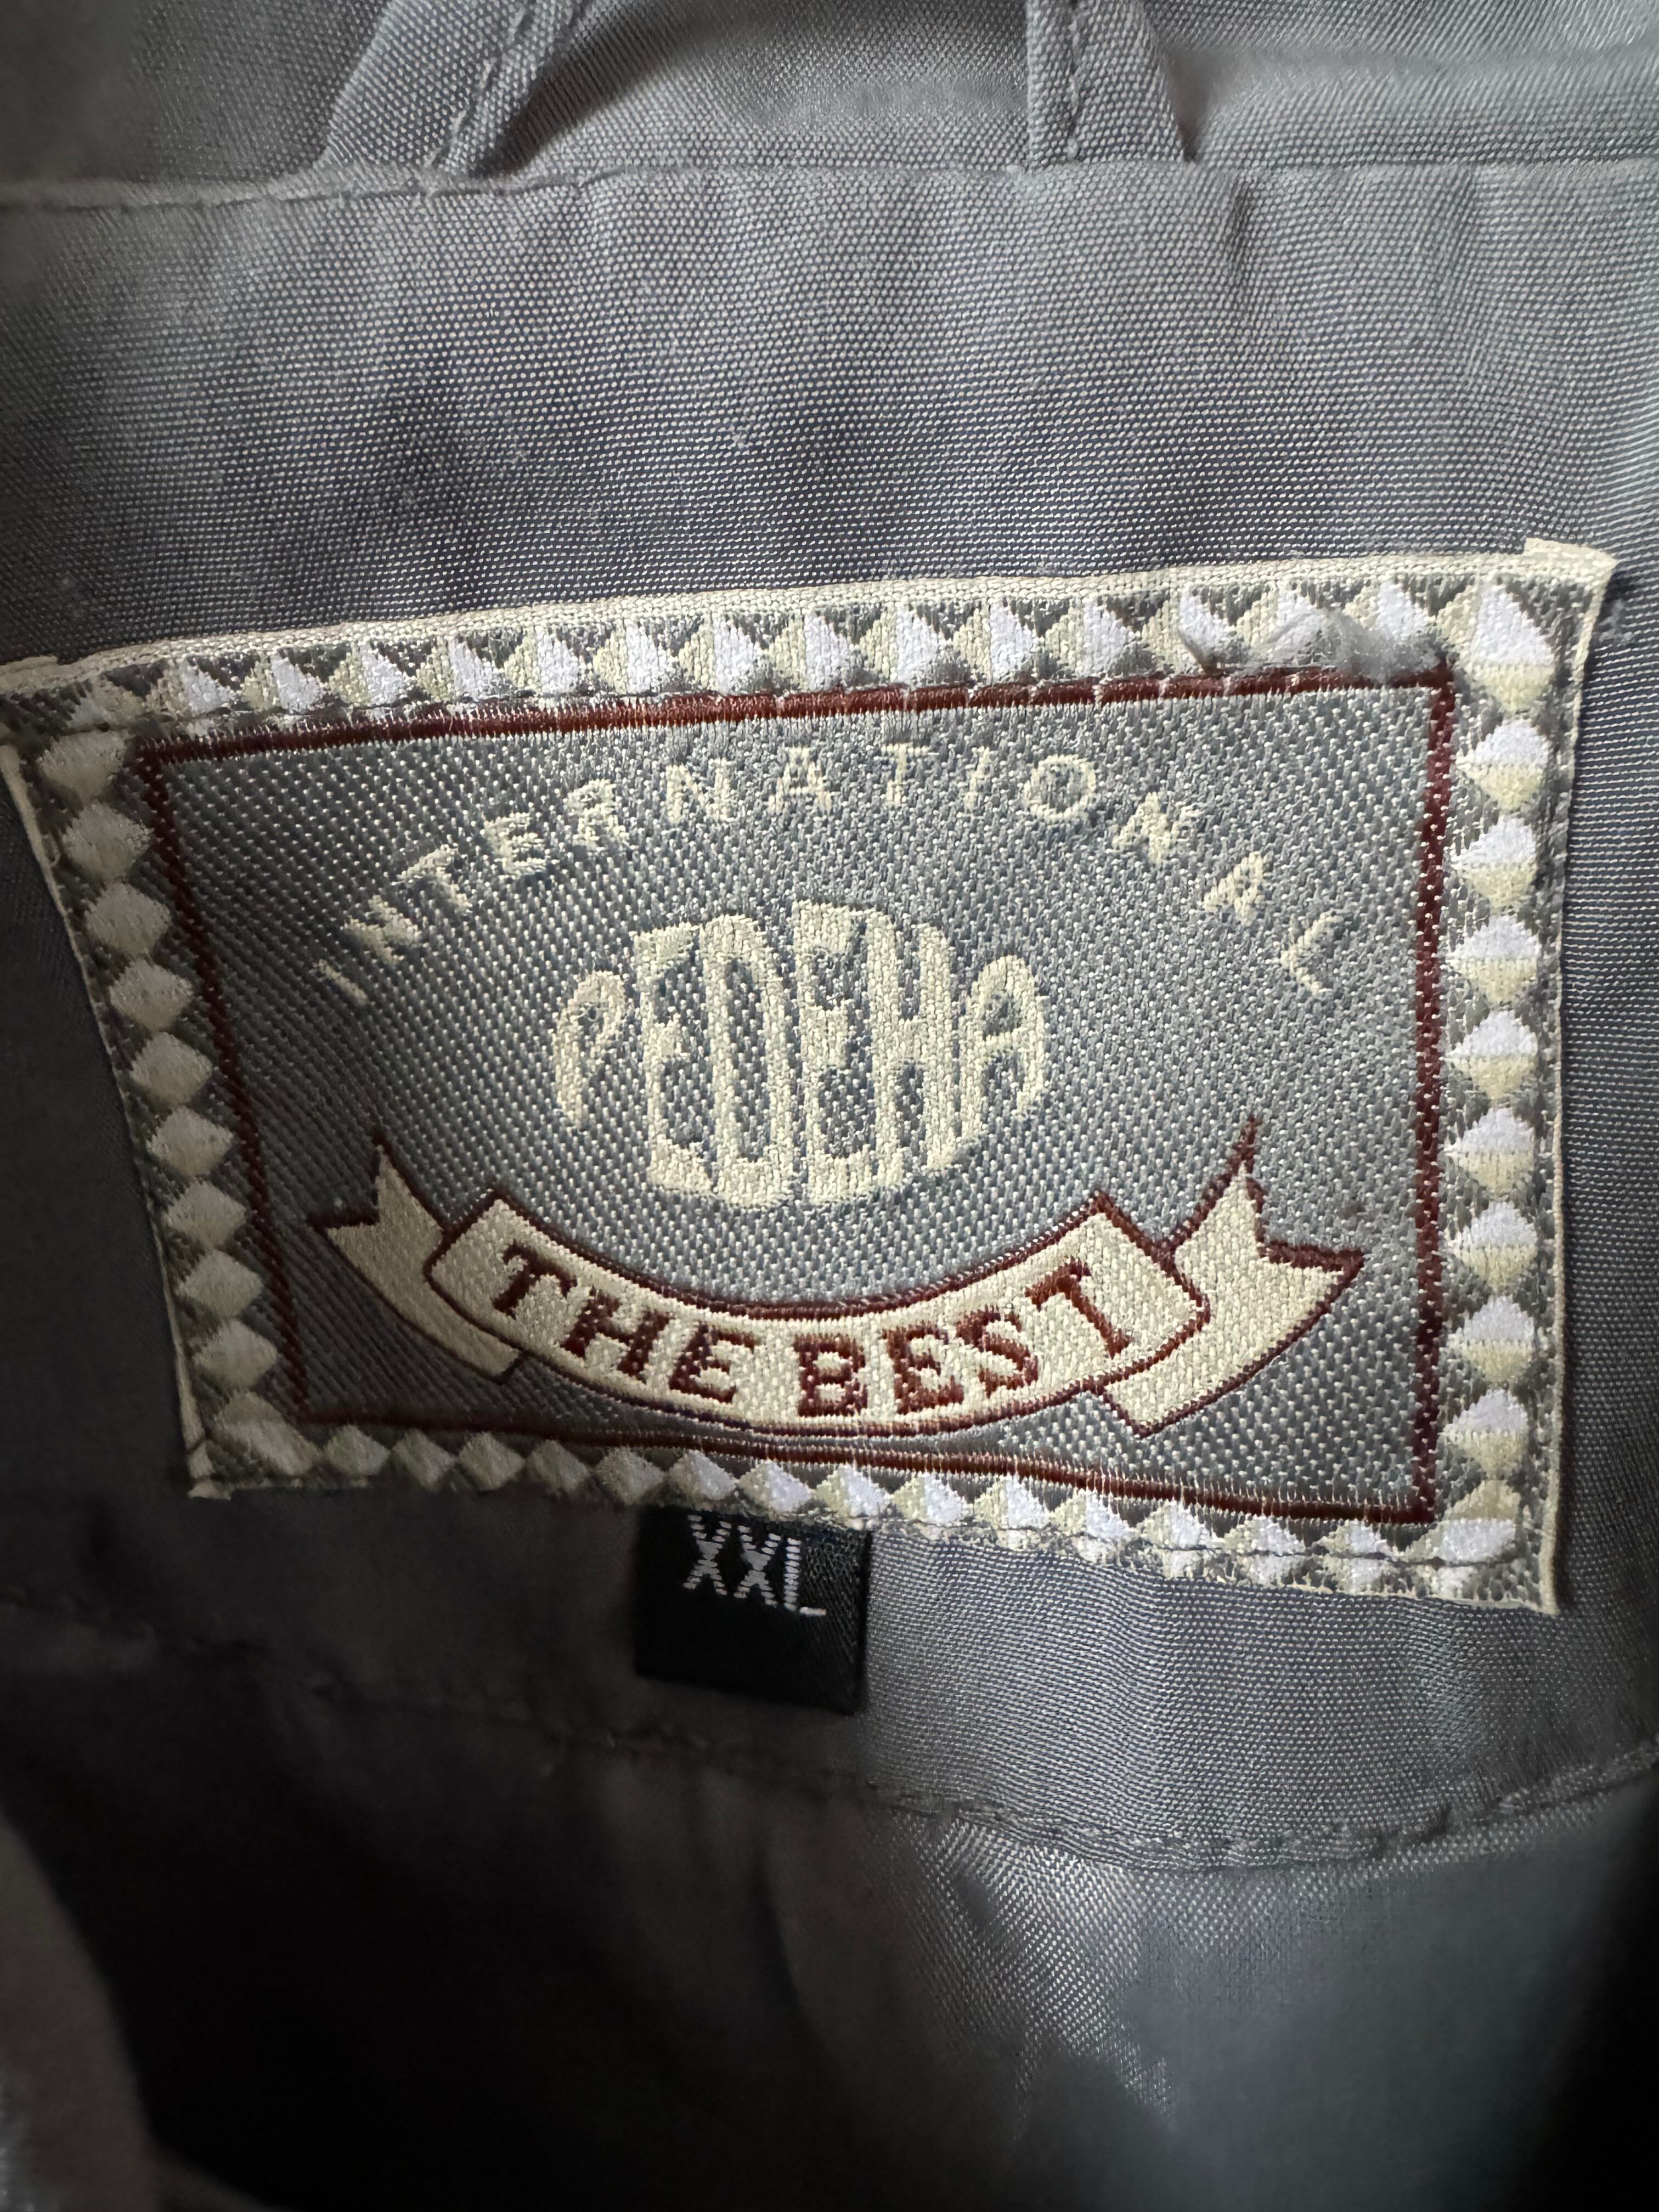 INTERNATIONAL
PEDEHA
THE BEST
XXL